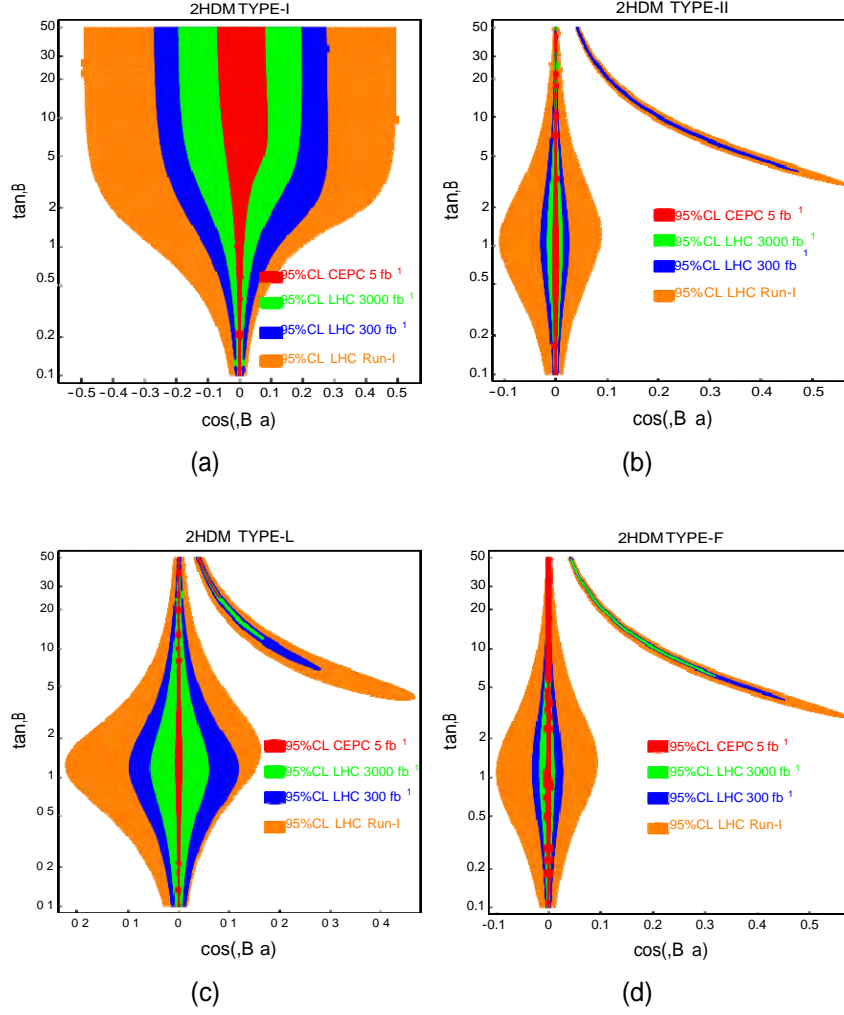 2HDM TYPE-I
tanβ
50
30
20
10
5
2
1
0.5
0.2
0.1
95%CL CEPC 5 fb 1
95%CL LHC 3000 fb 1
95%CL LHC 300 fb 1
95%CL LHC Run-I
-0.5 -0.4 -0.3 -0.2 -0.1 0 0.1 0.2 0.3 0.4 0.5
cos(,B a)
(a)
2HDM TYPE-II
tan,B
50
30
20
10
5
2
1
0.5
0.2
0.1
95%CL CEPC 5 fb 1
95%CL LHC 3000 fb 1
95%CL LHC 300 fb 1
95%CL LHC Run-I
-0.1 0 0.1 0.2 0.3 0.4 0.5
cos(,B a)
(b)
2HDM TYPE-L
tan,B
50
30
20
10
5
2
1
0 5
0 2
0 1
95%CL CEPC 5 fb 1
95%CL LHC 3000 fb 1
95%CL LHC 300 fb 1
95%CL LHC Run-I
0 2 0 1 0 0.1 0.2 0.3 0.4
cos(,B a)
(c)
2HDM TYPE-F
tan,B
50
30
20
10
5
2
1
0.5
0.2
0.1
95%CL CEPC 5 fb 1
95%CL LHC 3000 fb 1
95%CL LHC 300 fb 1
95%CL LHC Run-I
-0.1 0 0.1 0.2 0.3 0.4 0.5
cos(,B a)
(d)